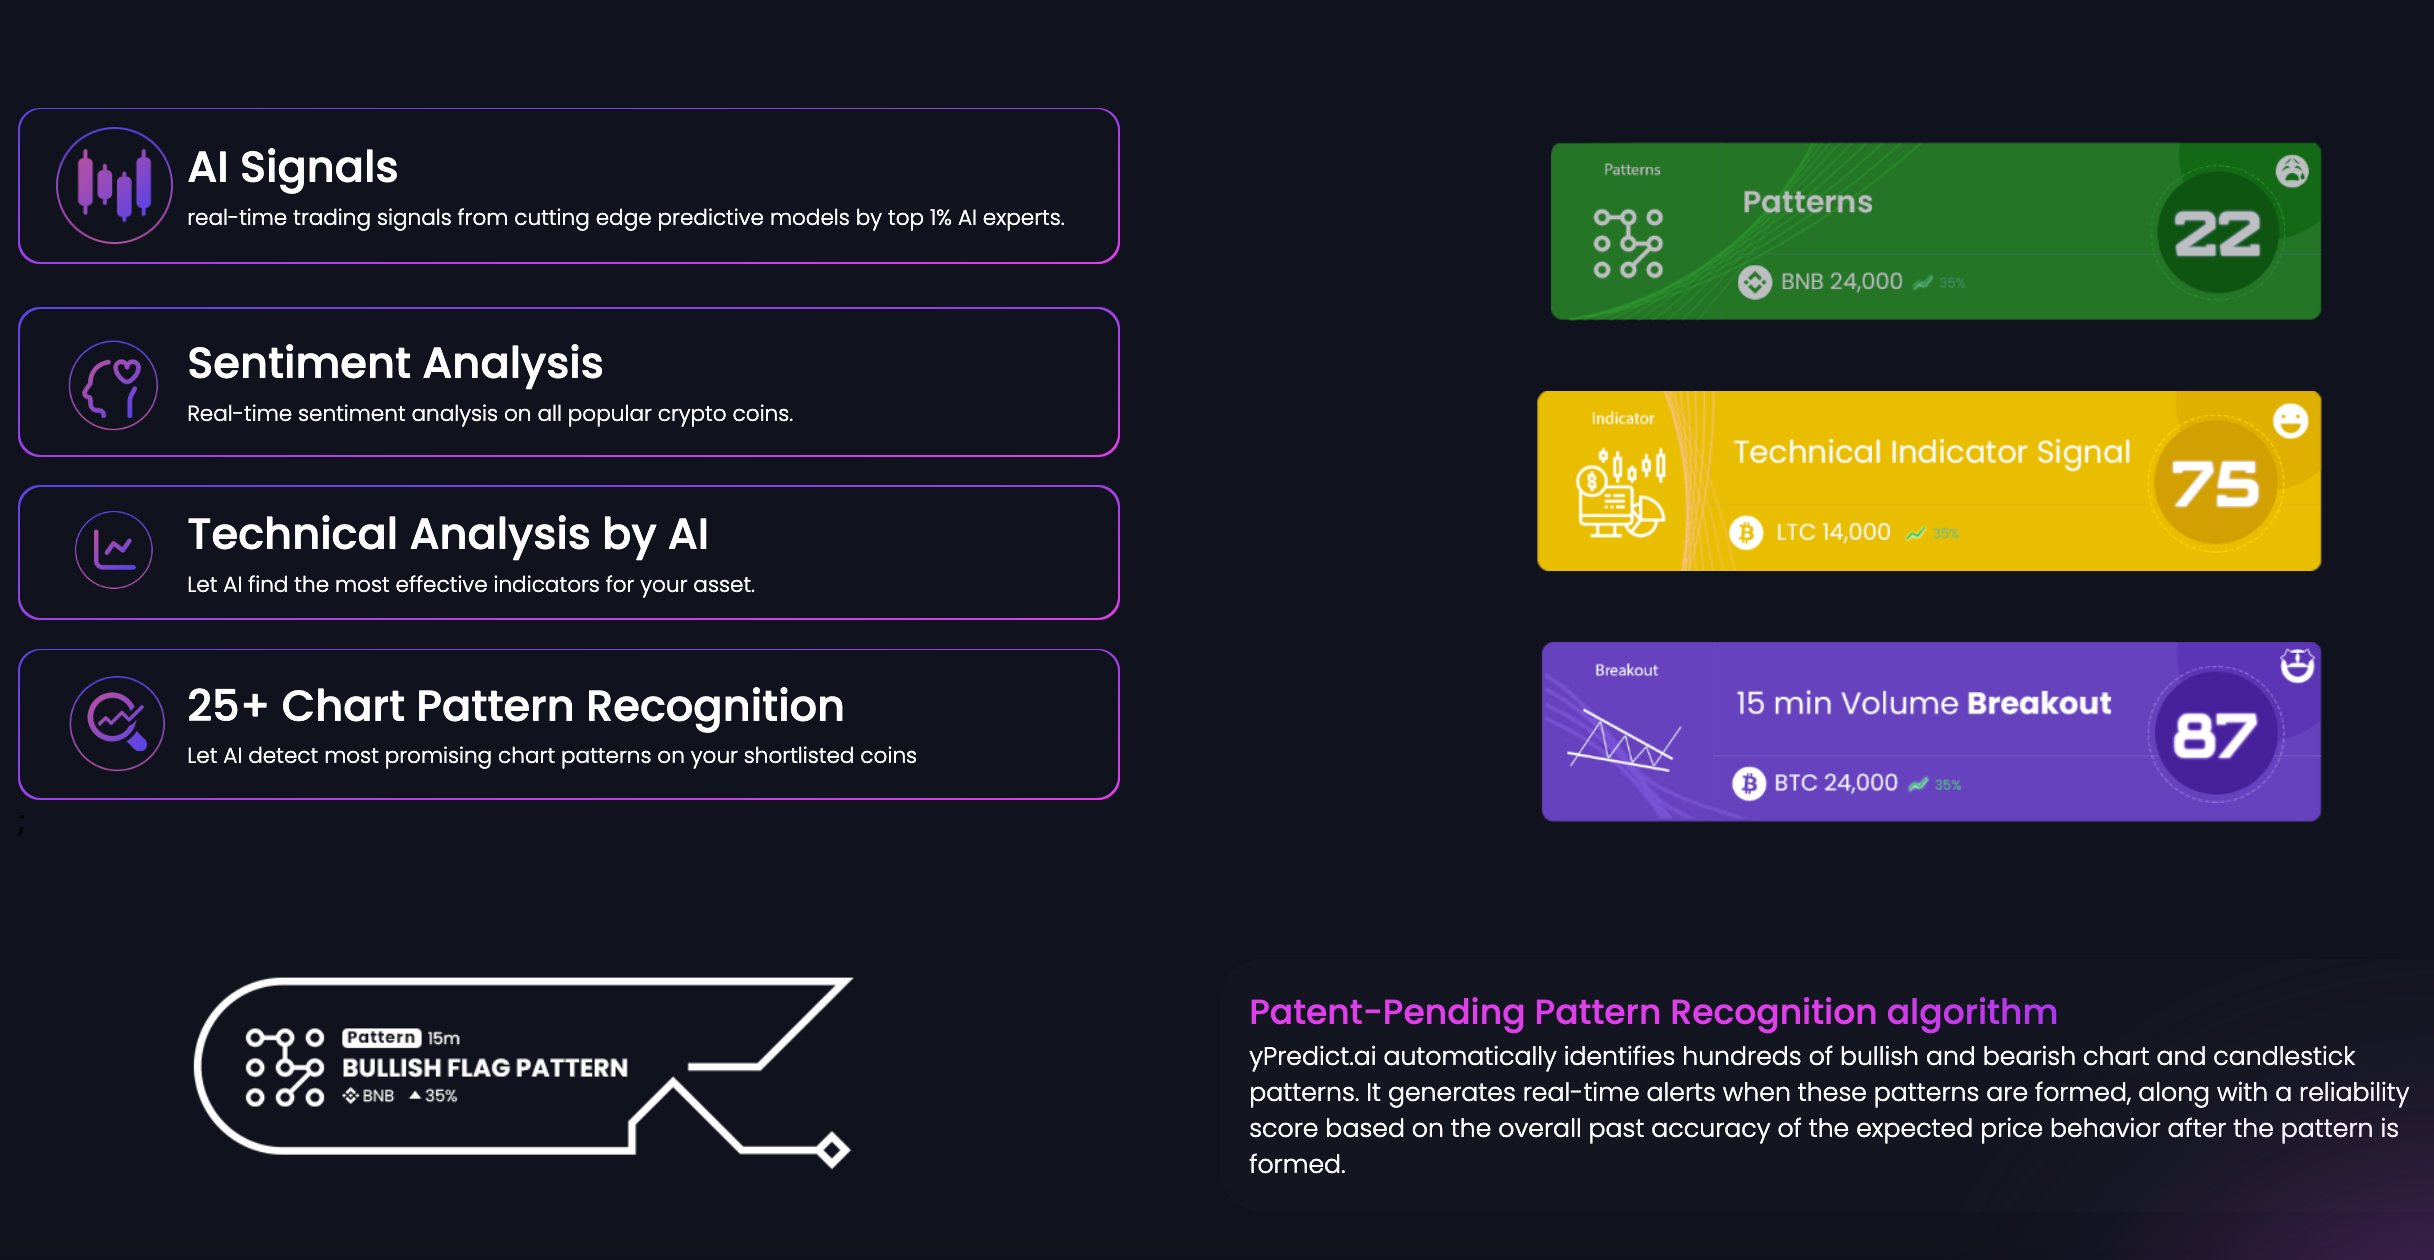 AI Signals
real-time trading signals from cutting edge predictive models by top 1% AI experts.
Sentiment Analysis
Real-time sentiment analysis on all popular crypto coins.
Technical Analysis by AI
Let AI find the most effective indicators for your asset.
25+ Chart Pattern Recognition
Let AI detect most promising chart patterns on your shortlisted coins
;
Patterns
Patterns
22
BNB 24,000 35%
Indicator
Technical Indicator Signal
75
LTC 14,000 35%
Breakout
15 min Volume Breakout
87
BTC 24,000 35%
Pattern 15m
BULLISH FLAG PATTERN
BNB 35%
Patent-Pending Pattern Recognition algorithm
yPredict.ai automatically identifies hundreds of bullish and bearish chart and candlestick
patterns. It generates real-time alerts when these patterns are formed, along with a reliability
score based on the overall past accuracy of the expected price behavior after the pattern is
formed.